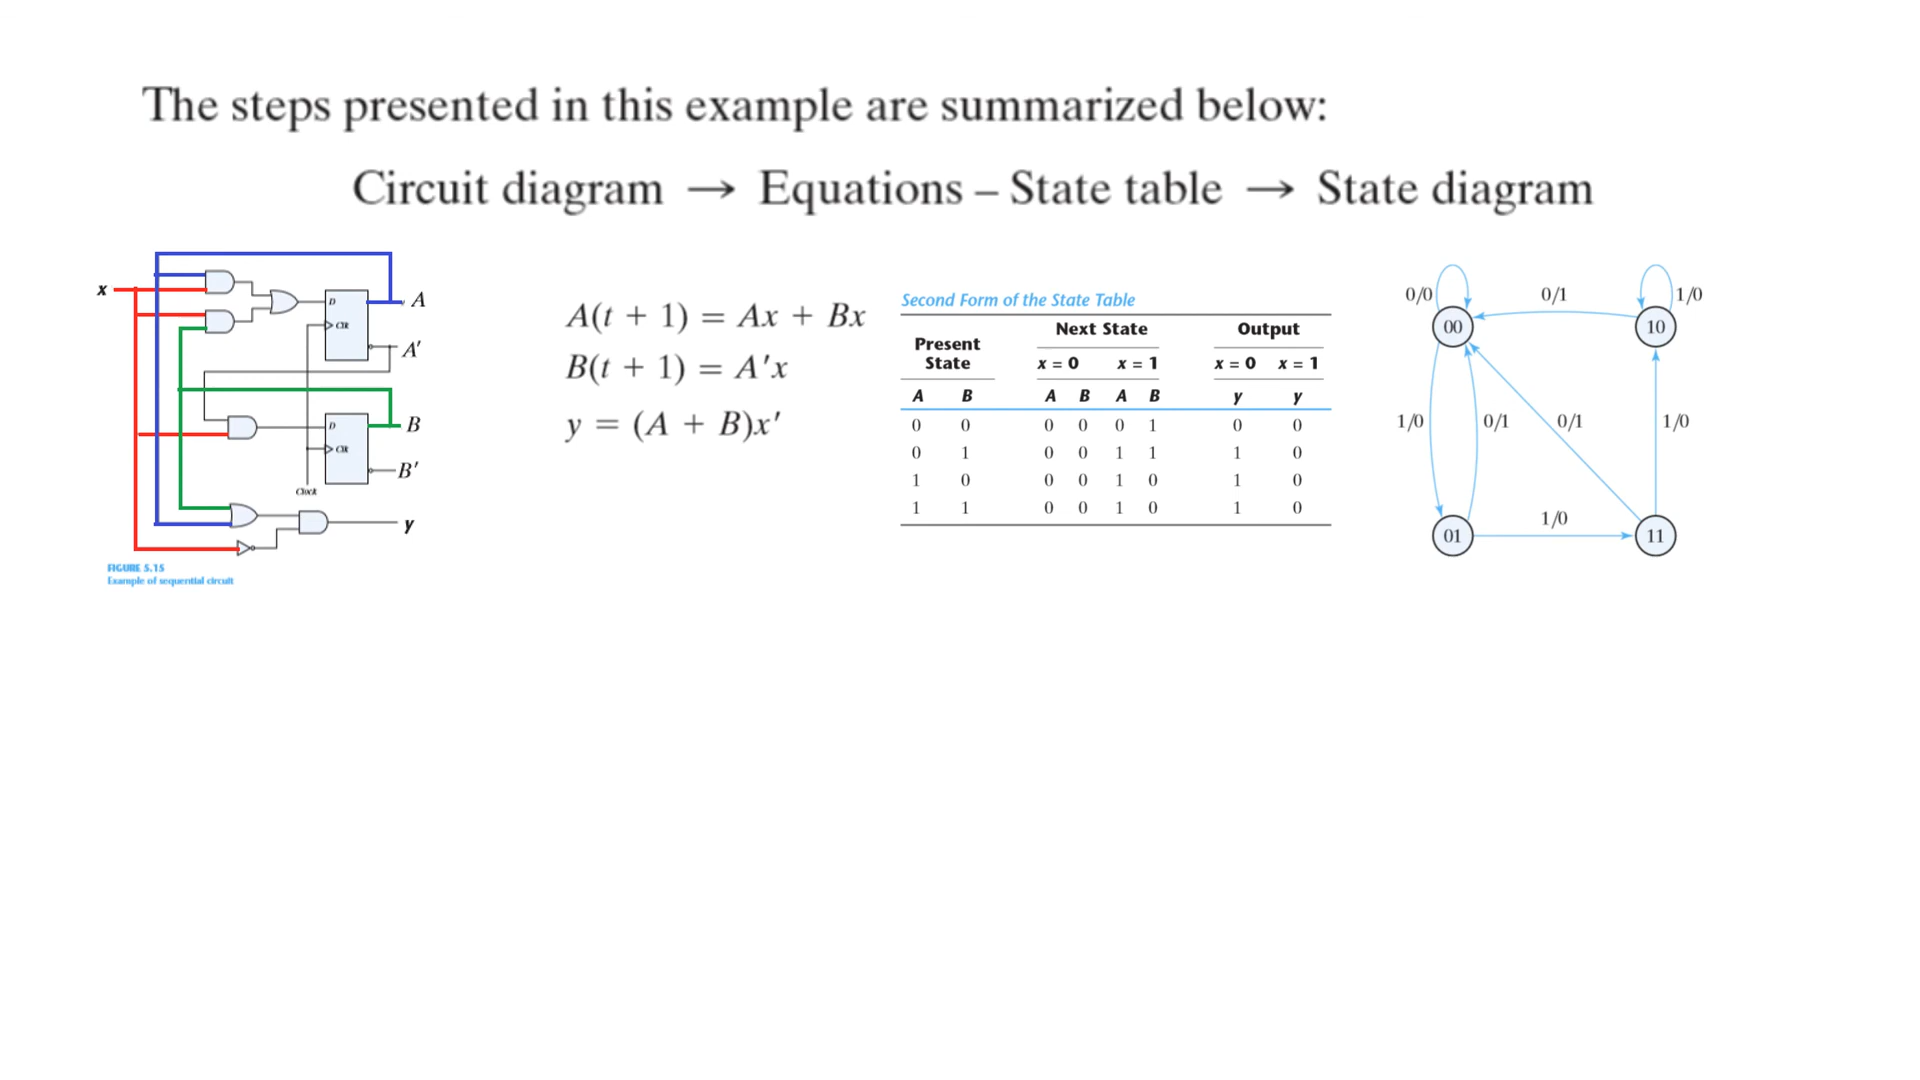 The steps presented in this example are summarized below:
Circuit diagram → Equations – State table → State diagram
x
D
Clk
A
A'
D
Clk
B
B'
Clock
y
FIGURE 5.15
Example of sequential circuit
A(t + 1) = Ax + Bx
B(t + 1) = A'x
y = (A + B)x'
Second Form of the State Table
Present State Next State Output
x = 0 x = 1 x = 0 x = 1
A B A B A B y y
0 0 0 0 0 1 0 0
0 1 0 0 1 1 1 0
1 0 0 0 1 0 1 0
1 1 0 0 1 0 1 0
0/0 0/1 1/0
00 10
1/0 0/1 0/1 1/0
1/0
01 11